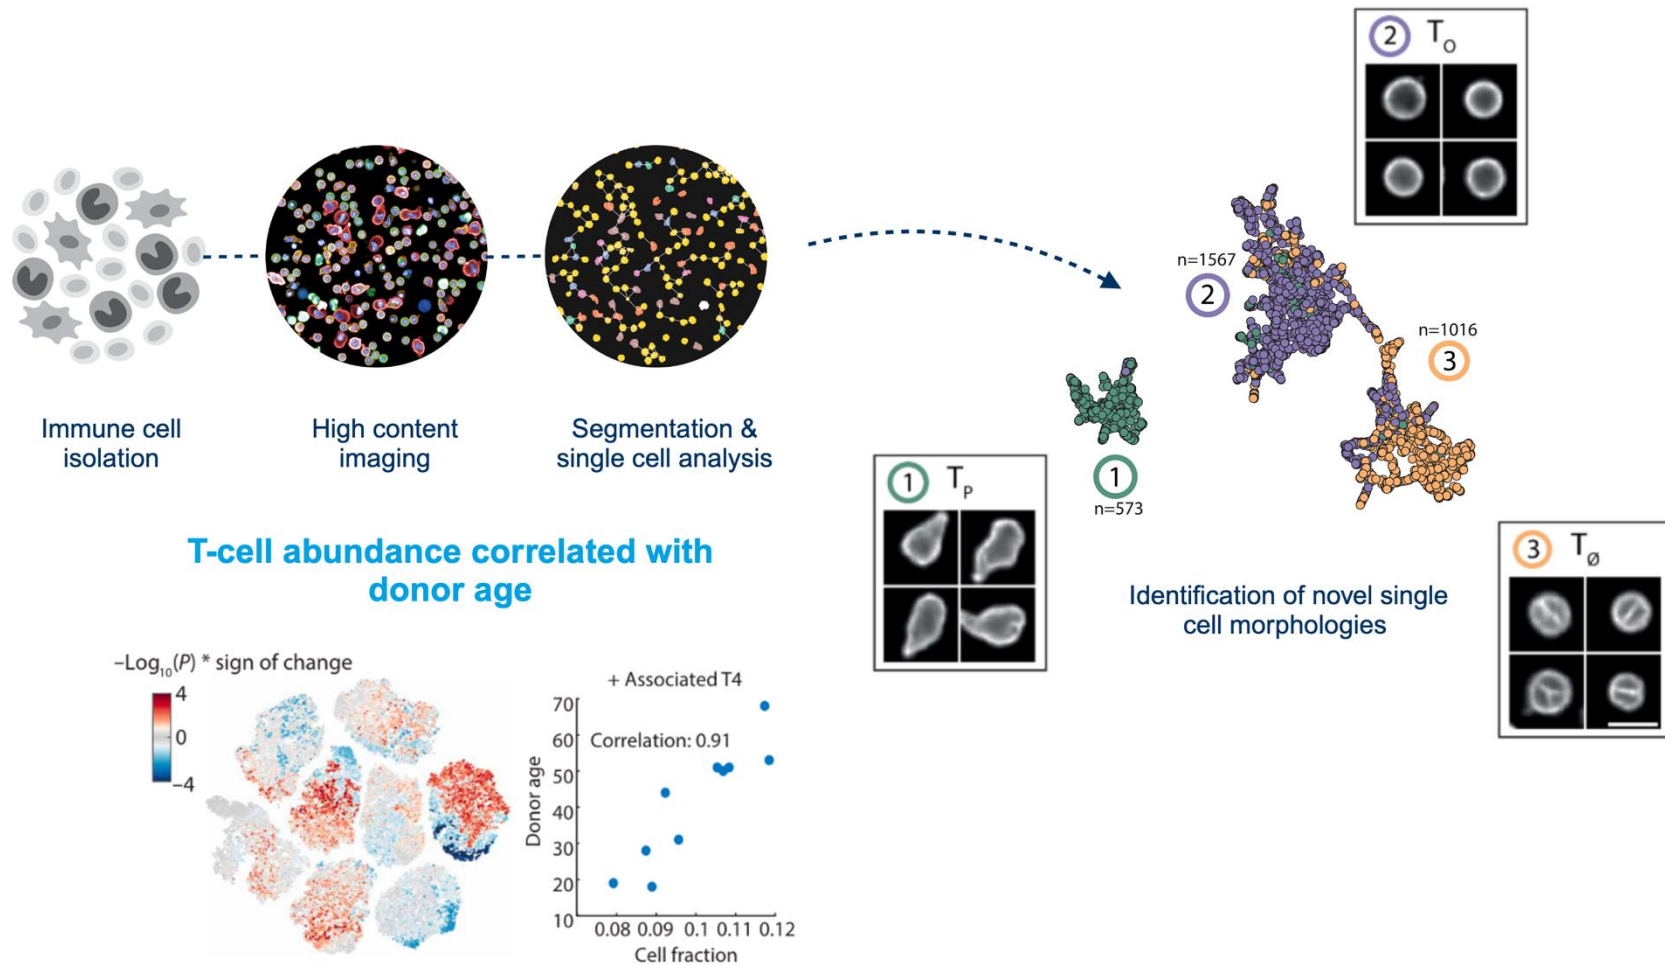 2 T_O
n=1567
2
n=1016
3
1
n=573
1 T_P
3 T_Ø
Immune cell
isolation
High content
imaging
Segmentation &
single cell analysis
Identification of novel single
cell morphologies
T-cell abundance correlated with
donor age
–Log₁₀(P) * sign of change
4
0
–4
+ Associated T4
Correlation: 0.91
Donor age
70
60
50
40
30
20
10
0.08 0.09 0.1 0.11 0.12
Cell fraction